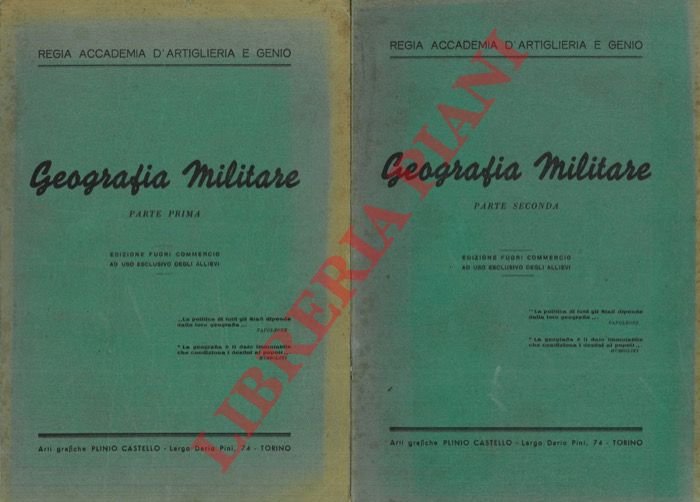 REGIA ACCADEMIA D'ARTIGLIERIA E GENIO
Geografia Militare
PARTE PRIMA
EDIZIONE FUORI COMMERCIO
AD USO ESCLUSIVO DEGLI ALLIEVI
„La politica di tutti gli Stati dipende
dalla loro geografia„.
NAPOLEONE
" La geografia è il dato immutabile
che condiziona i destini ai popoli„.
MUSSOLINI
Arti grafiche PLINIO CASTELLO - Largo Dario Pini, 74 - TORINO
REGIA ACCADEMIA D'ARTIGLIERIA E GENIO
Geografia Militare
PARTE SECONDA
EDIZIONE FUORI COMMERCIO
AD USO ESCLUSIVO DEGLI ALLIEVI
" La politica di tutti gli Stati dipende
dalla loro geografia„.
NAPOLEONE
" La geografia è il dato immutabile
che condiziona i destini ai popoli„.
MUSSOLINI
Arti grafiche PLINIO CASTELLO - Largo Dario Pini, 74 - TORINO
LIBRERIA PIANI